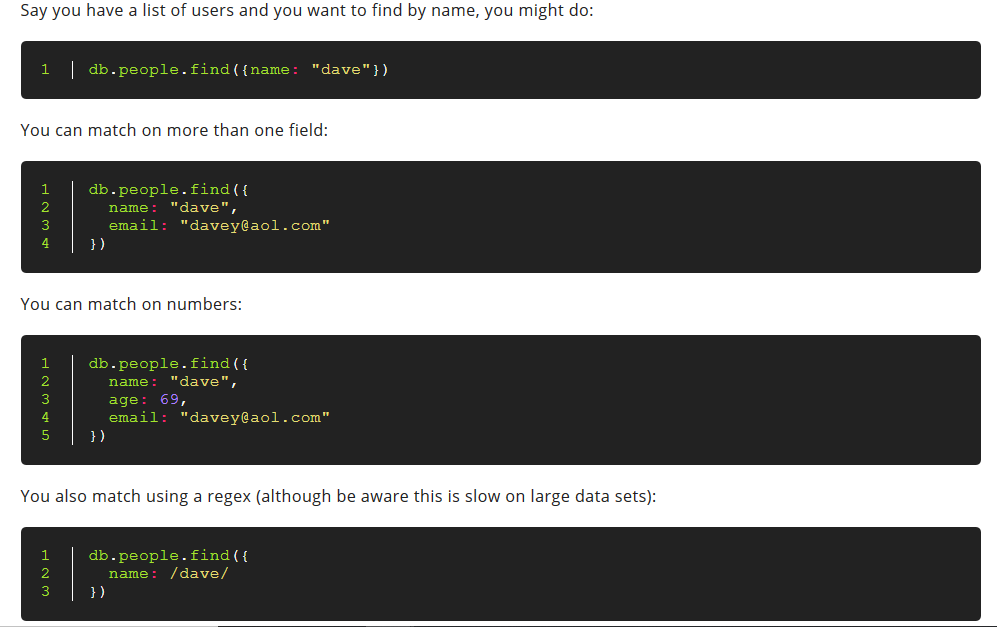 Say you have a list of users and you want to find by name, you might do:
1 db.people.find({name: "dave"})
You can match on more than one field:
1 db.people.find({
2 name: "dave",
3 email: "davey@aol.com"
4 })
You can match on numbers:
1 db.people.find({
2 name: "dave",
3 age: 69,
4 email: "davey@aol.com"
5 })
You also match using a regex (although be aware this is slow on large data sets):
1 db.people.find({
2 name: /dave/
3 })